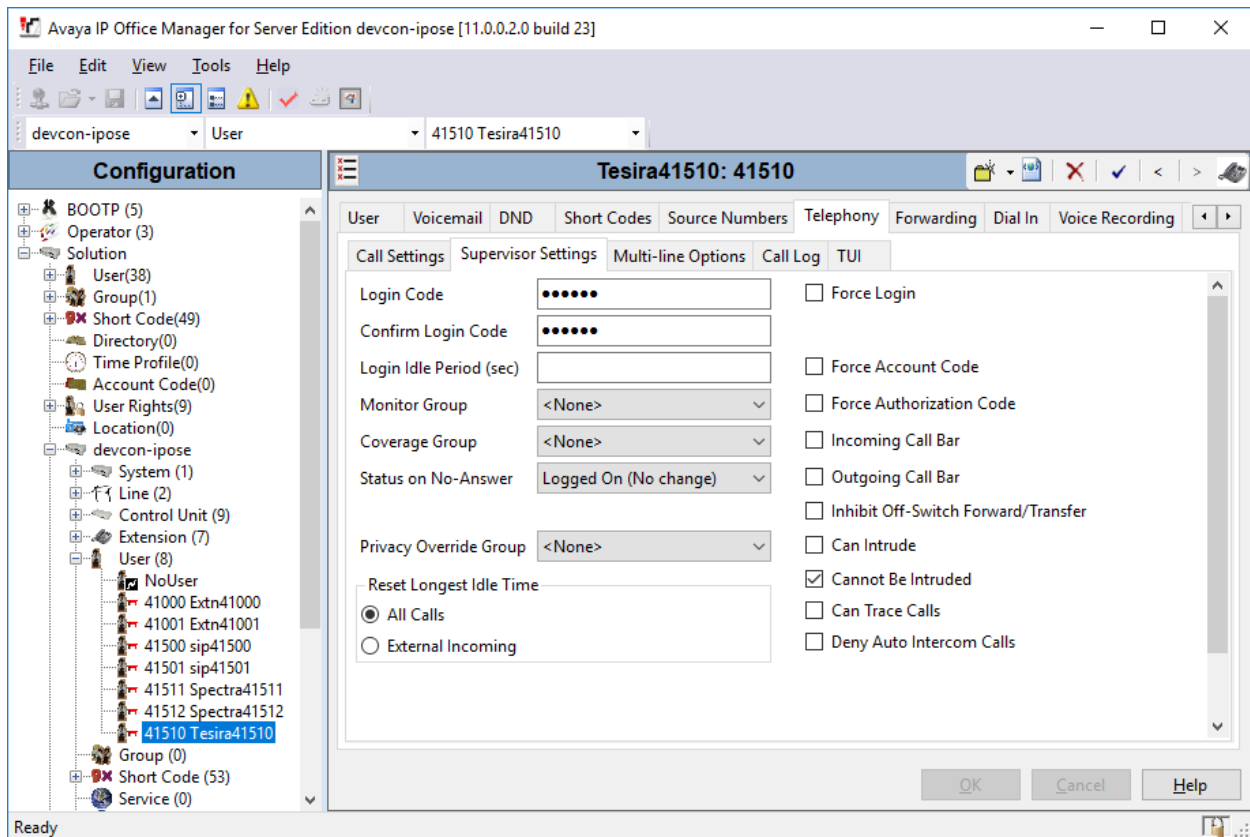 Avaya IP Office Manager for Server Edition devcon-ipose [11.0.0.2.0 build 23]
File Edit View Tools Help
devcon-ipose User 41510 Tesira41510
Configuration
BOOTP (5)
Operator (3)
Solution
User(38)
Group(1)
Short Code(49)
Directory(0)
Time Profile(0)
Account Code(0)
User Rights(9)
Location(0)
devcon-ipose
System (1)
Line (2)
Control Unit (9)
Extension (7)
User (8)
NoUser
41000 Extn41000
41001 Extn41001
41500 sip41500
41501 sip41501
41511 Spectra41511
41512 Spectra41512
41510 Tesira41510
Group (0)
Short Code (53)
Service (0)
Tesira41510: 41510
User Voicemail DND Short Codes Source Numbers Telephony Forwarding Dial In Voice Recording
Call Settings Supervisor Settings Multi-line Options Call Log TUI
Login Code ●●●●●●
Force Login
Confirm Login Code ●●●●●●
Login Idle Period (sec)
Force Account Code
Monitor Group <None>
Force Authorization Code
Coverage Group <None>
Incoming Call Bar
Status on No-Answer Logged On (No change)
Outgoing Call Bar
Inhibit Off-Switch Forward/Transfer
Privacy Override Group <None>
Can Intrude
Reset Longest Idle Time
Cannot Be Intruded
All Calls
Can Trace Calls
External Incoming
Deny Auto Intercom Calls
OK Cancel Help
Ready